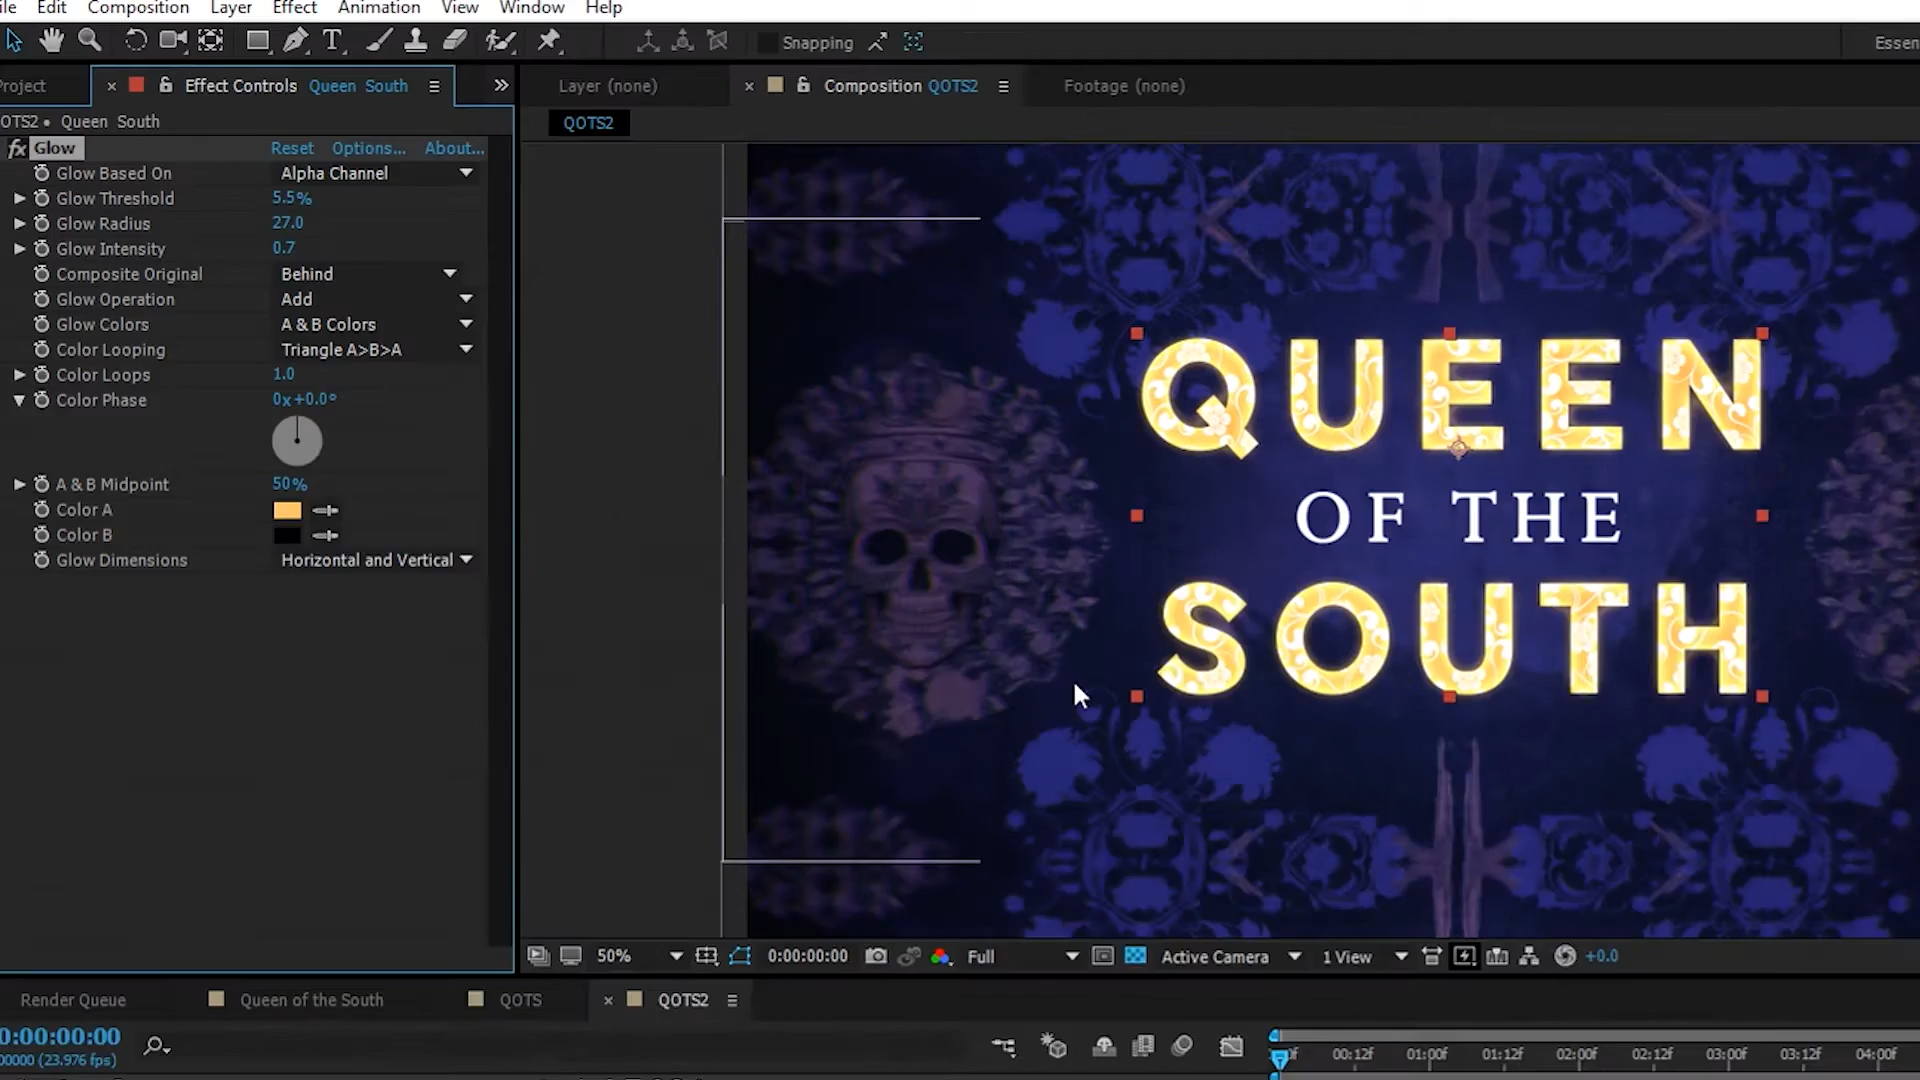 ile Edit Composition Layer Effect Animation View Window Help
Snapping Essen
Project Effect Controls Queen South Layer (none) Composition QOTS2 Footage (none)
OTS2 • Queen South QOTS2
fx Glow Reset Options... About...
Glow Based On Alpha Channel
Glow Threshold 5.5%
Glow Radius 27.0
Glow Intensity 0.7
Composite Original Behind
Glow Operation Add
Glow Colors A & B Colors
Color Looping Triangle A>B>A
Color Loops 1.0
Color Phase 0x+0.0°
A & B Midpoint 50%
Color A
Color B
Glow Dimensions Horizontal and Vertical
QUEEN
OF THE
SOUTH
50% 0:00:00:00 Full Active Camera 1 View +0.0
Render Queue Queen of the South QOTS QOTS2
0:00:00:00
00000 (23.976 fps)
0f 00:12f 01:00f 01:12f 02:00f 02:12f 03:00f 03:12f 04:00f